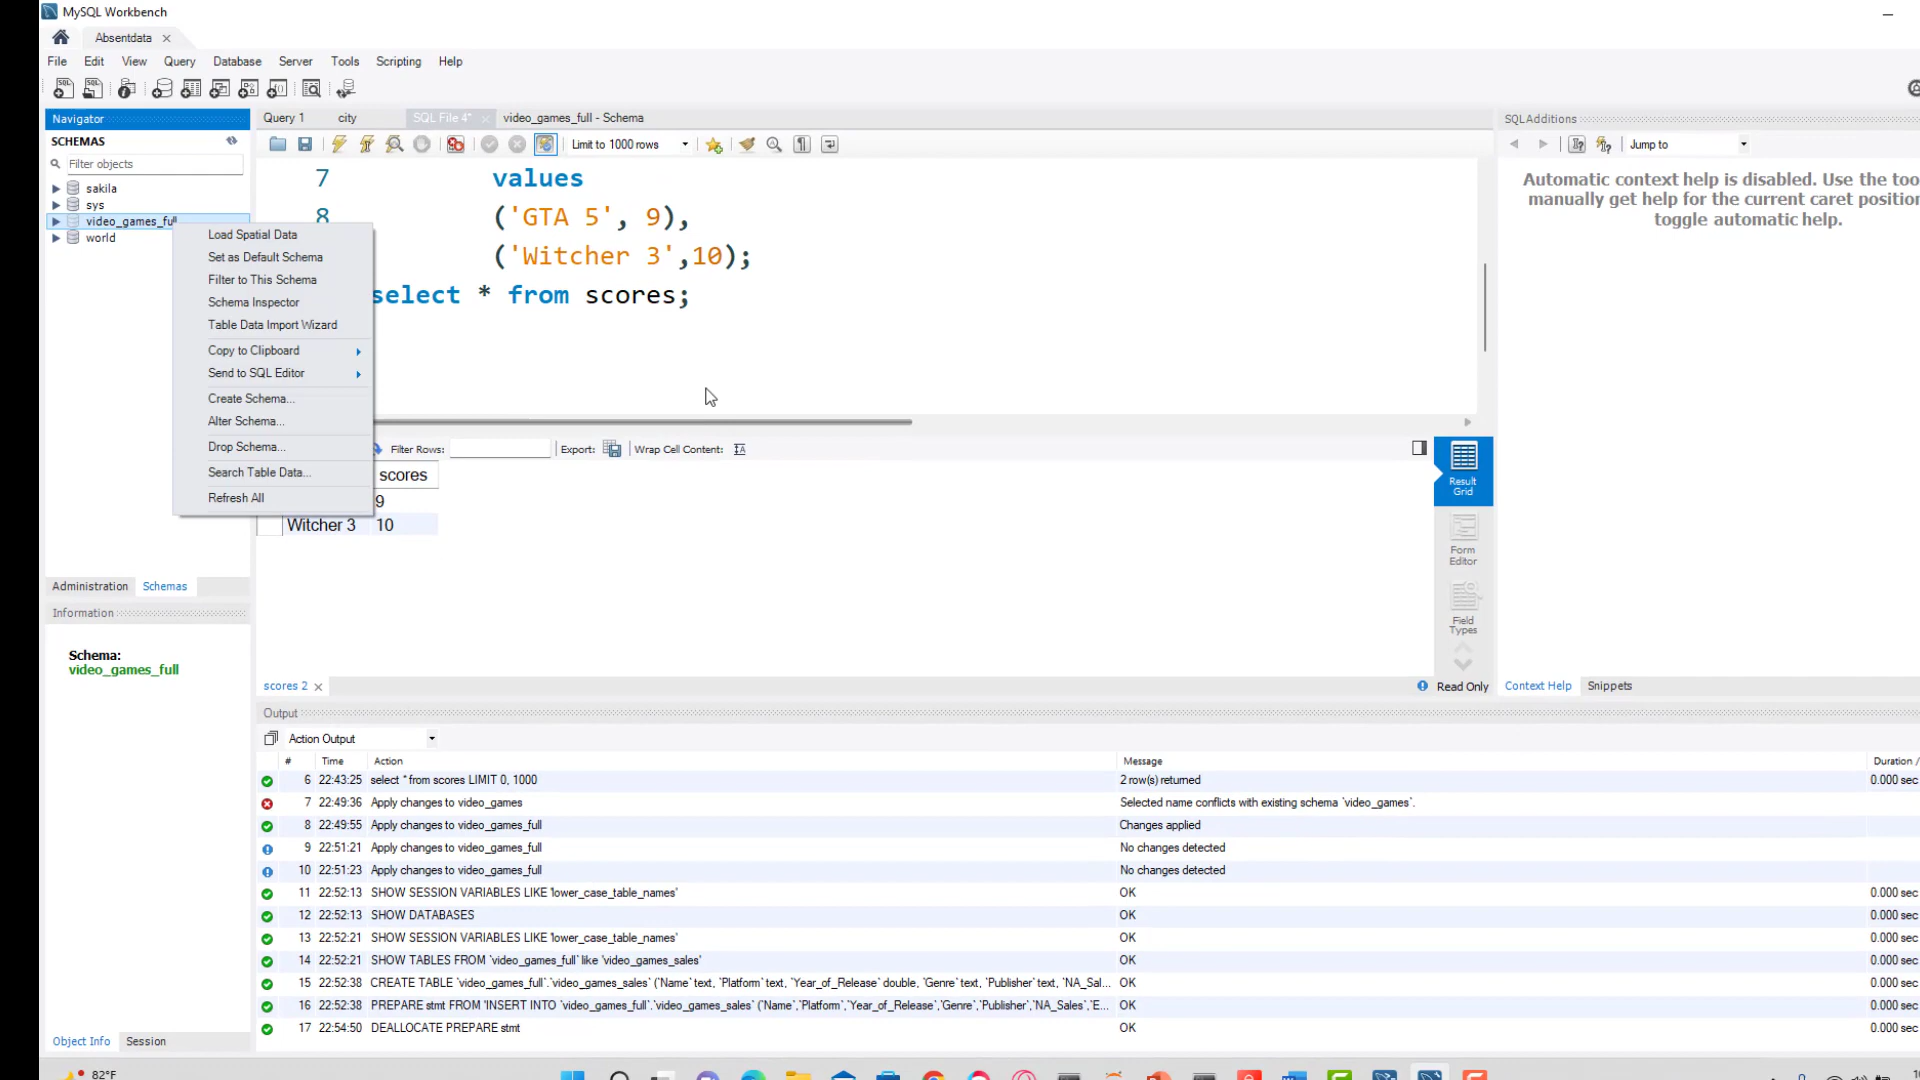 MySQL Workbench
Absentdata
File Edit View Query Database Server Tools Scripting Help
Navigator
SCHEMAS
Filter objects
sakila
sys
video_games_full
world
Load Spatial Data
Set as Default Schema
Filter to This Schema
Schema Inspector
Table Data Import Wizard
Copy to Clipboard
Send to SQL Editor
Create Schema...
Alter Schema...
Drop Schema...
Search Table Data...
Refresh All
Administration Schemas
Information
Schema:
video_games_full
Object Info Session
Query 1 city SQL File 4* video_games_full - Schema
Limit to 1000 rows
7 values
8 ('GTA 5', 9),
('Witcher 3',10);
select * from scores;
Filter Rows: Export: Wrap Cell Content:
scores
9
Witcher 3 10
Result
Grid
Form
Editor
Field
Types
scores 2
Read Only
SQLAdditions
Jump to
Automatic context help is disabled. Use the too
manually get help for the current caret position
toggle automatic help.
Context Help Snippets
Output
Action Output
# Time Action Message Duration /
6 22:43:25 select * from scores LIMIT 0, 1000 2 row(s) returned 0.000 sec
7 22:49:36 Apply changes to video_games Selected name conflicts with existing schema `video_games`.
8 22:49:55 Apply changes to video_games_full Changes applied
9 22:51:21 Apply changes to video_games_full No changes detected
10 22:51:23 Apply changes to video_games_full No changes detected
11 22:52:13 SHOW SESSION VARIABLES LIKE 'lower_case_table_names' OK 0.000 sec
12 22:52:13 SHOW DATABASES OK 0.000 sec
13 22:52:21 SHOW SESSION VARIABLES LIKE 'lower_case_table_names' OK 0.000 sec
14 22:52:21 SHOW TABLES FROM `video_games_full` like 'video_games_sales' OK 0.000 sec
15 22:52:38 CREATE TABLE `video_games_full`.`video_games_sales` (`Name` text, `Platform` text, `Year_of_Release` double, `Genre` text, `Publisher` text, `NA_Sal... OK 0.000 sec
16 22:52:38 PREPARE stmt FROM 'INSERT INTO `video_games_full`.`video_games_sales` (`Name`,`Platform`,`Year_of_Release`,`Genre`,`Publisher`,`NA_Sales`,`E... OK 0.000 sec
17 22:54:50 DEALLOCATE PREPARE stmt OK 0.000 sec
82°F